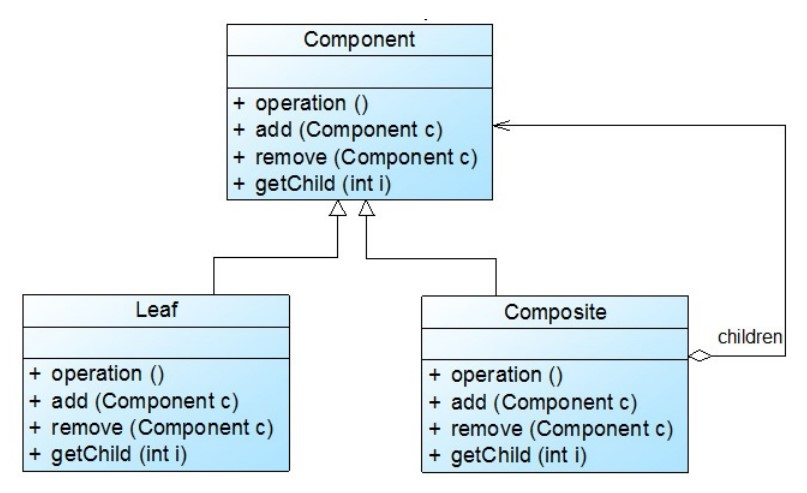 Component
+ operation ()
+ add (Component c)
+ remove (Component c)
+ getChild (int i)
Leaf
+ operation ()
+ add (Component c)
+ remove (Component c)
+ getChild (int i)
Composite
+ operation ()
+ add (Component c)
+ remove (Component c)
+ getChild (int i)
children